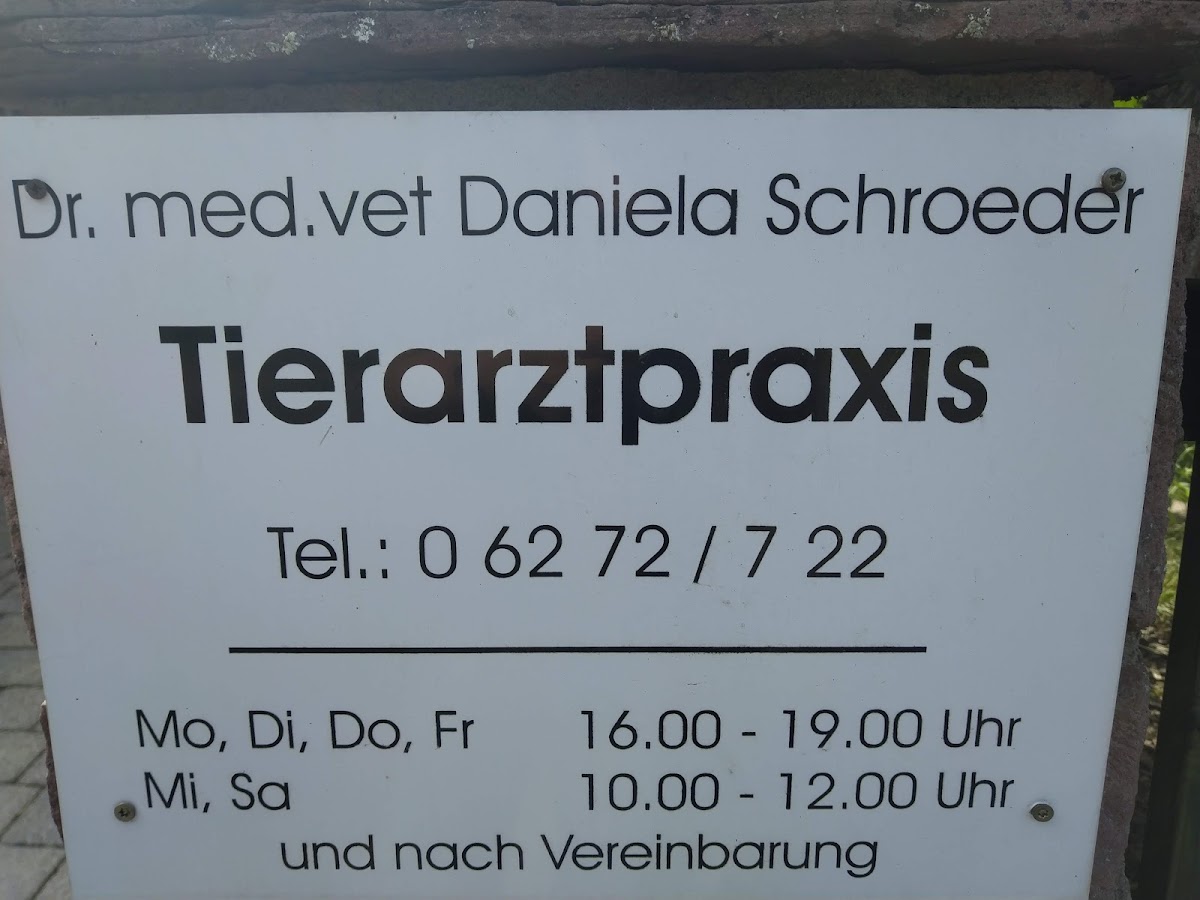 Dr. med.vet Daniela Schroeder
Tierarztpraxis
Tel.: 0 62 72 / 7 22
Mo, Di, Do, Fr 16.00 - 19.00 Uhr
Mi, Sa 10.00 - 12.00 Uhr
und nach Vereinbarung